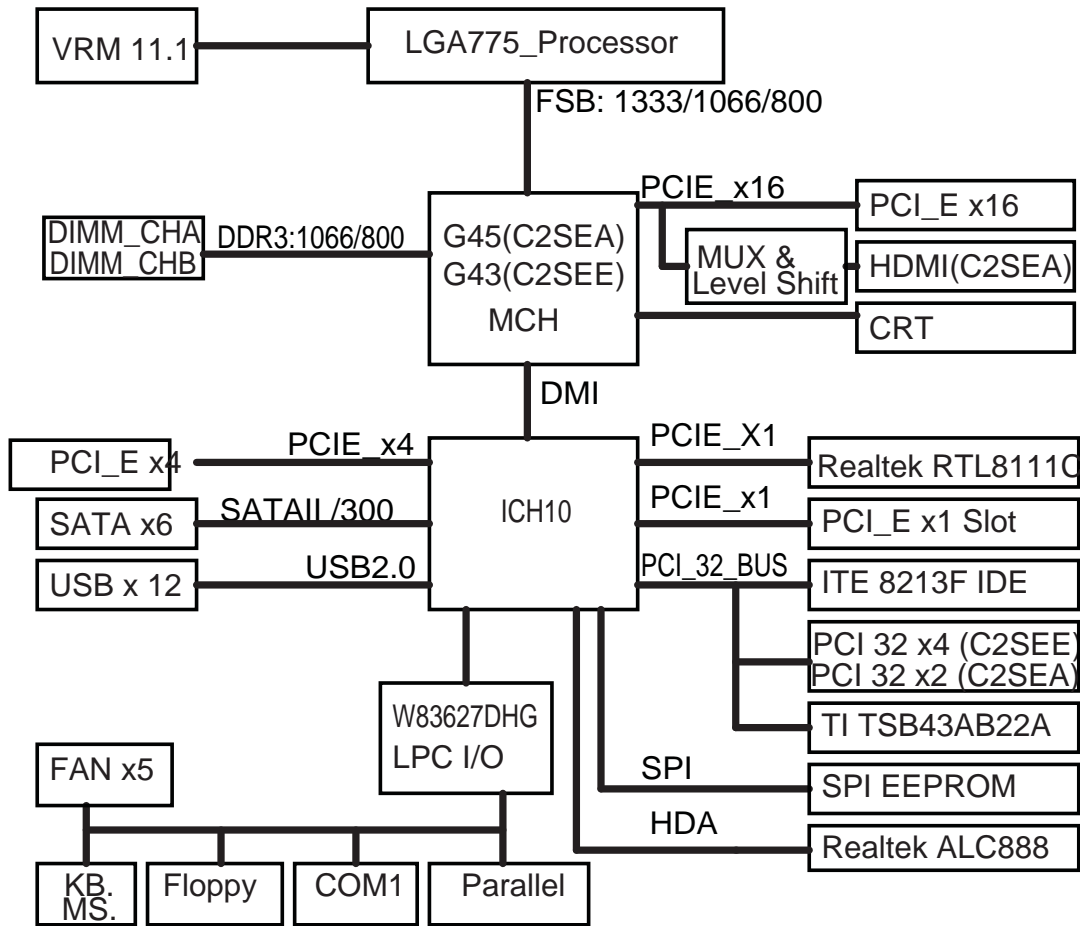 VRM 11.1
LGA775_Processor
FSB: 1333/1066/800
PCIE_x16
PCI_E x16
DIMM_CHA
DIMM_CHB
DDR3:1066/800
G45(C2SEA)
G43(C2SEE)
MCH
MUX &
Level Shift
HDMI(C2SEA)
CRT
DMI
PCI_E x4
PCIE_x4
PCIE_X1
Realtek RTL8111C
SATA x6
SATAII /300
ICH10
PCIE_x1
PCI_E x1 Slot
USB x 12
USB2.0
PCI_32_BUS
ITE 8213F IDE
PCI 32 x4 (C2SEE)
PCI 32 x2 (C2SEA)
W83627DHG
LPC I/O
TI TSB43AB22A
FAN x5
SPI
SPI EEPROM
HDA
Realtek ALC888
KB.
MS.
Floppy
COM1
Parallel